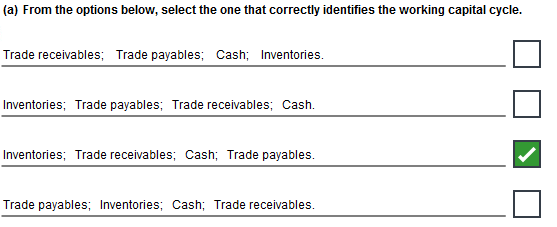 (a) From the options below, select the one that correctly identifies the working capital cycle.
Trade receivables; Trade payables; Cash; Inventories.
Inventories; Trade payables; Trade receivables; Cash.
Inventories; Trade receivables; Cash; Trade payables.
Trade payables; Inventories; Cash; Trade receivables.